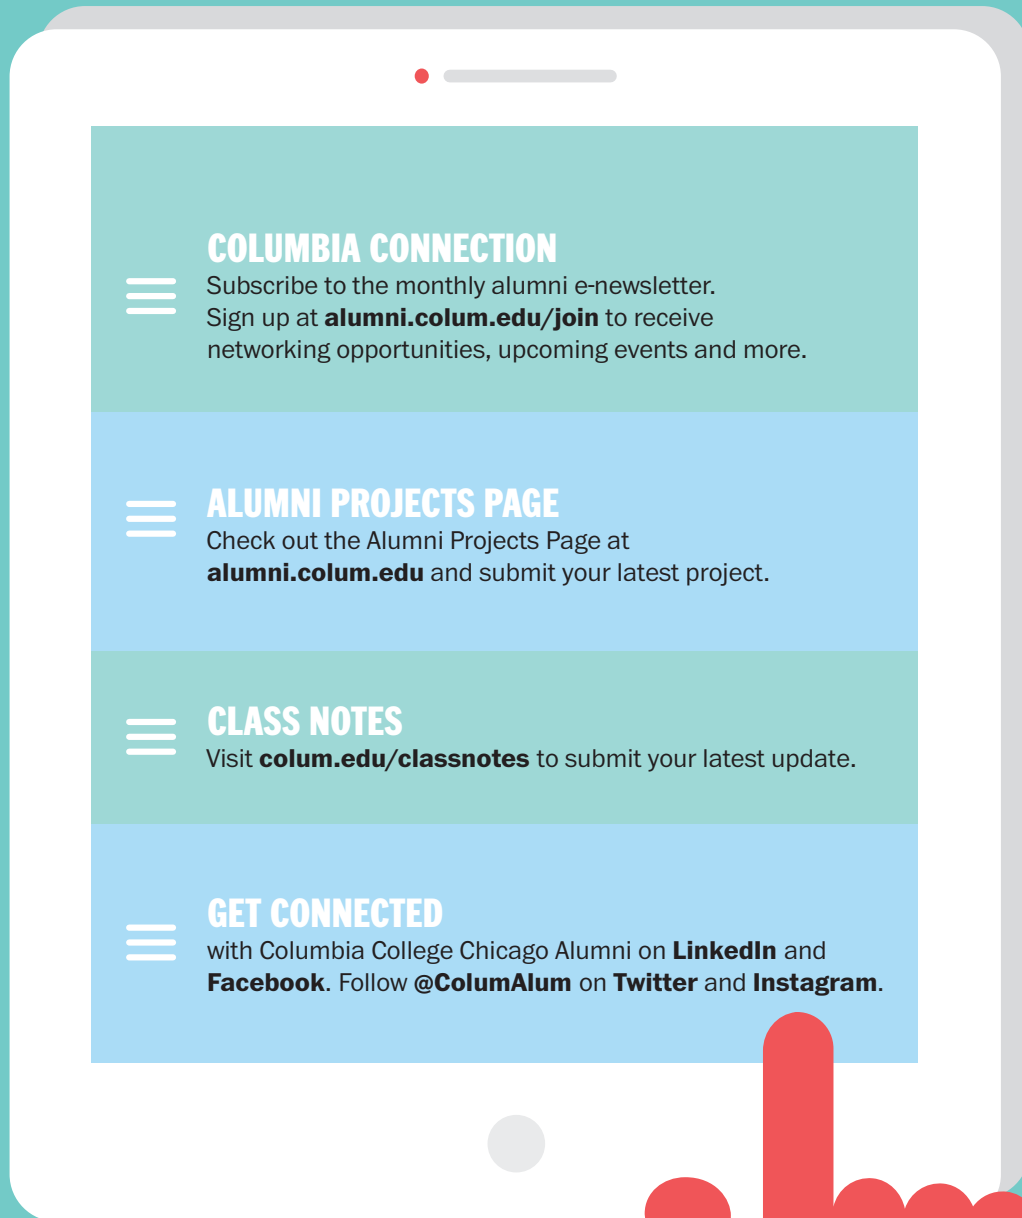 COLUMBIA CONNECTION
Subscribe to the monthly alumni e-newsletter.
Sign up at alumni.colum.edu/join to receive
networking opportunities, upcoming events and more.
ALUMNI PROJECTS PAGE
Check out the Alumni Projects Page at
alumni.colum.edu and submit your latest project.
CLASS NOTES
Visit colum.edu/classnotes to submit your latest update.
GET CONNECTED
with Columbia College Chicago Alumni on LinkedIn and
Facebook. Follow @ColumAlum on Twitter and Instagram.